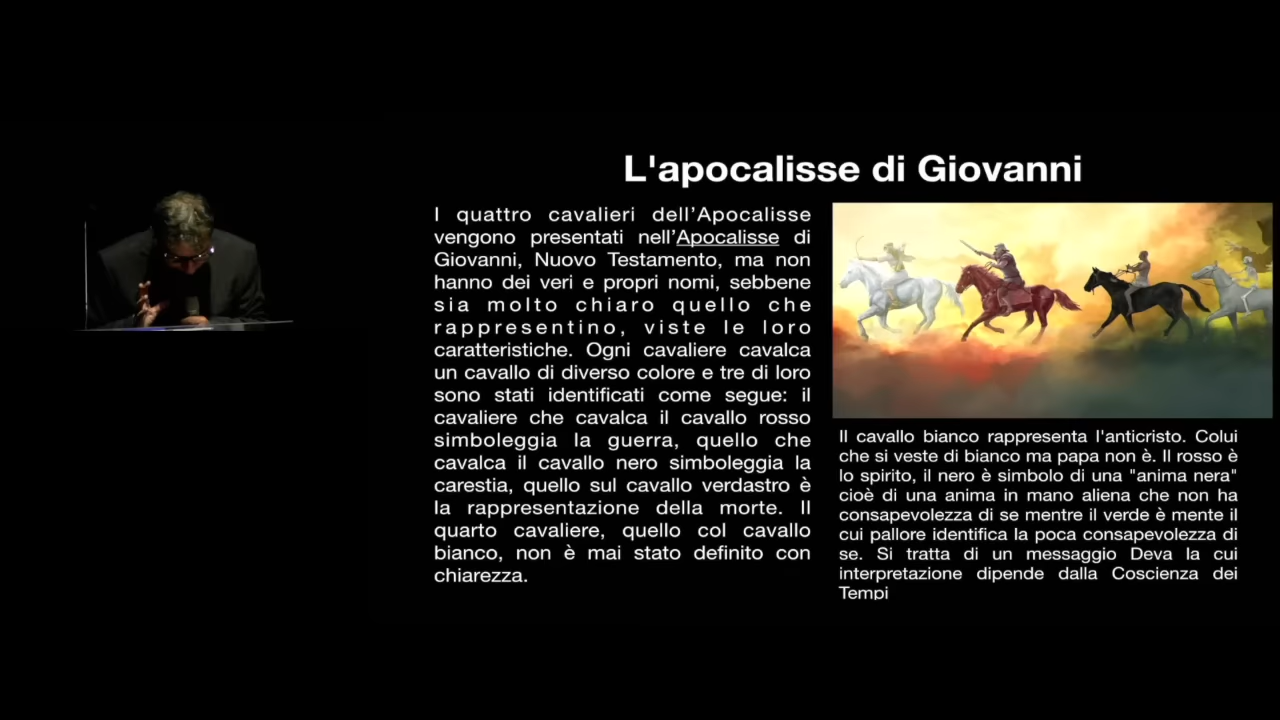 L'apocalisse di Giovanni
I quattro cavalieri dell'Apocalisse
vengono presentati nell'Apocalisse di
Giovanni, Nuovo Testamento, ma non
hanno dei veri e propri nomi, sebbene
sia molto chiaro quello che
rappresentino, viste le loro
caratteristiche. Ogni cavaliere cavalca
un cavallo di diverso colore e tre di loro
sono stati identificati come segue: il
cavaliere che cavalca il cavallo rosso
simboleggia la guerra, quello che
cavalca il cavallo nero simboleggia la
carestia, quello sul cavallo verdastro è
la rappresentazione della morte. Il
quarto cavaliere, quello col cavallo
bianco, non è mai stato definito con
chiarezza.
Il cavallo bianco rappresenta l'anticristo. Colui
che si veste di bianco ma papa non è. Il rosso è
lo spirito, il nero è simbolo di una "anima nera"
cioè di una anima in mano aliena che non ha
consapevolezza di se mentre il verde è mente il
cui pallore identifica la poca consapevolezza di
se. Si tratta di un messaggio Deva la cui
interpretazione dipende dalla Coscienza dei
Tempi